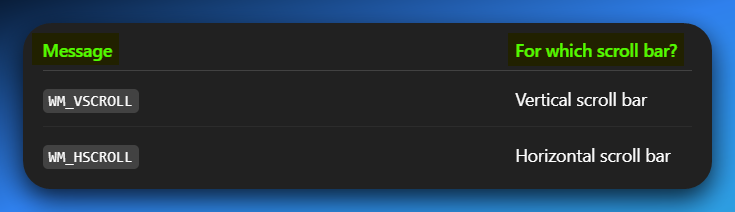 Message For which scroll bar?
WM_VSCROLL Vertical scroll bar
WM_HSCROLL Horizontal scroll bar